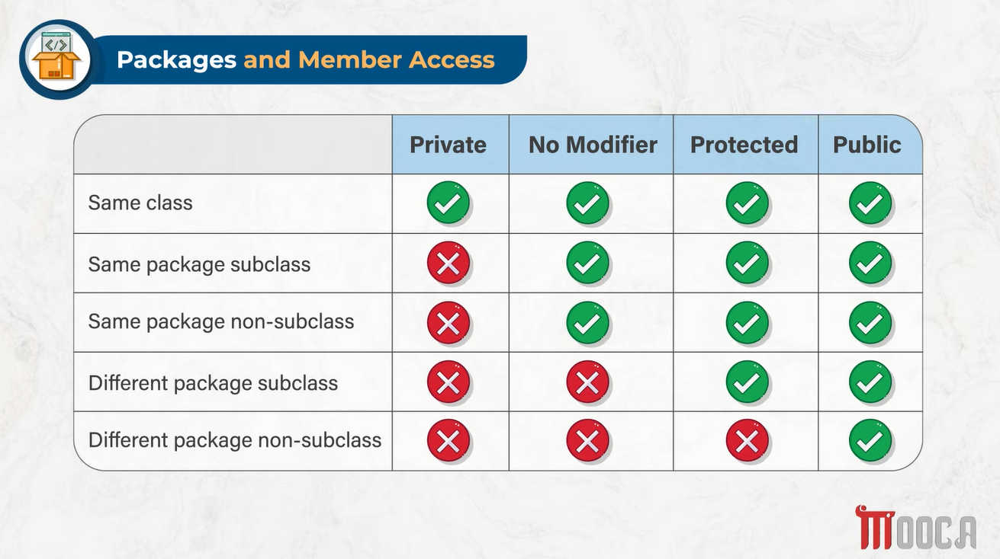 </>
Packages and Member Access
Private No Modifier Protected Public
Same class
Same package subclass
Same package non-subclass
Different package subclass
Different package non-subclass
MOOCA